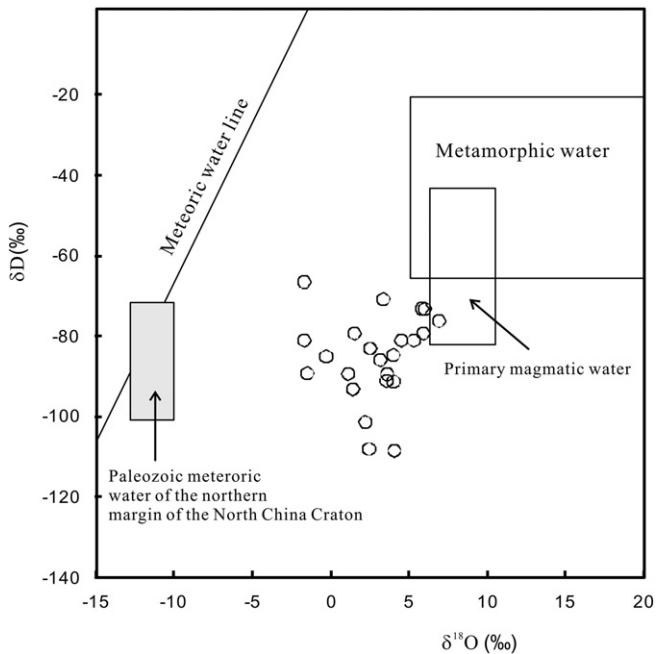 -20
-40
-60
-80
-100
-120
-140
δD(‰)
-15
-10
-5
0
5
10
15
20
δ¹⁸O (‰)
Meteoric water line
Metamorphic water
Primary magmatic water
Paleozoic meteroric
water of the northern
margin of the North China Craton